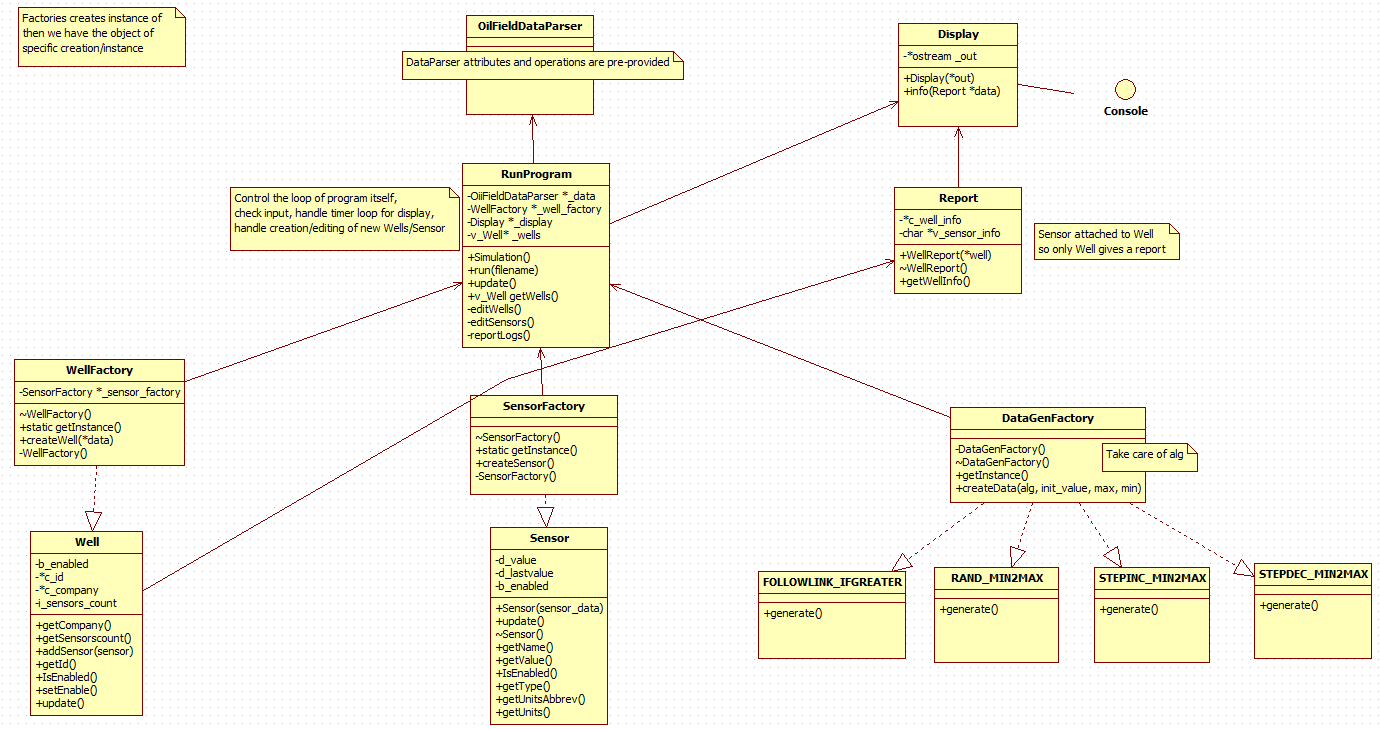 Factories creates instance of
then we have the object of
specific creation/instance
OilFieldDataParser
DataParser attributes and operations are pre-provided
Display
-*ostream _out
+Display(*out)
+info(Report *data)
Console
RunProgram
-OiiFieldDataParser *_data
-WellFactory *_well_factory
-Display *_display
-v_Well* _wells
+Simulation()
+run(filename)
+update()
+v_Well getWells()
-editWells()
-editSensors()
-reportLogs()
Control the loop of program itself,
check input, handle timer loop for display,
handle creation/editing of new Wells/Sensor
Report
-*c_well_info
-char *v_sensor_info
+WellReport(*well)
~WellReport()
+getWellInfo()
Sensor attached to Well
so only Well gives a report
WellFactory
-SensorFactory *_sensor_factory
~WellFactory()
+static getInstance()
+createWell(*data)
-WellFactory()
SensorFactory
~SensorFactory()
+static getInstance()
+createSensor()
-SensorFactory()
DataGenFactory
-DataGenFactory()
~DataGenFactory()
+getInstance()
+createData(alg, init_value, max, min)
Take care of alg
Well
-b_enabled
-*c_id
-*c_company
-i_sensors_count
+getCompany()
+getSensorscount()
+addSensor(sensor)
+getId()
+IsEnabled()
+setEnable()
+update()
Sensor
-d_value
-d_lastvalue
-b_enabled
+Sensor(sensor_data)
+update()
~Sensor()
+getName()
+getValue()
+IsEnabled()
+getType()
+getUnitsAbbrev()
+getUnits()
FOLLOWLINK_IFGREATER
+generate()
RAND_MIN2MAX
+generate()
STEPINC_MIN2MAX
+generate()
STEPDEC_MIN2MAX
+generate()